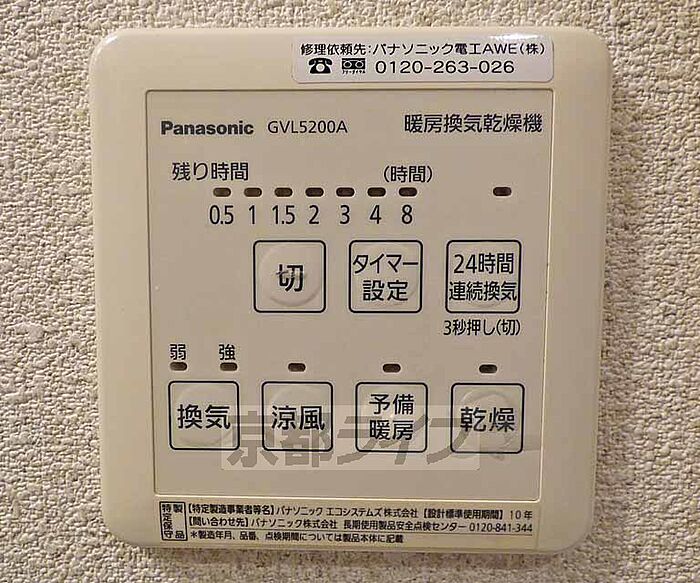 修理依頼先:パナソニック電工AWE(株)
フリーダイヤル 0120-263-026
Panasonic GVL5200A 暖房換気乾燥機
残り時間 (時間)
0.5 1 1.5 2 3 4 8
切
タイマー設定
24時間連続換気
3秒押し(切)
弱 強
換気
涼風
予備暖房
乾燥
京都ライフ
特定保守製品
【特定製造事業者等名】パナソニック エコシステムズ株式会社【設計標準使用期間】10年
【問い合わせ先】パナソニック株式会社 長期使用製品安全点検センター 0120-841-344
*製造年月、品番、点検期間については製品本体に記載